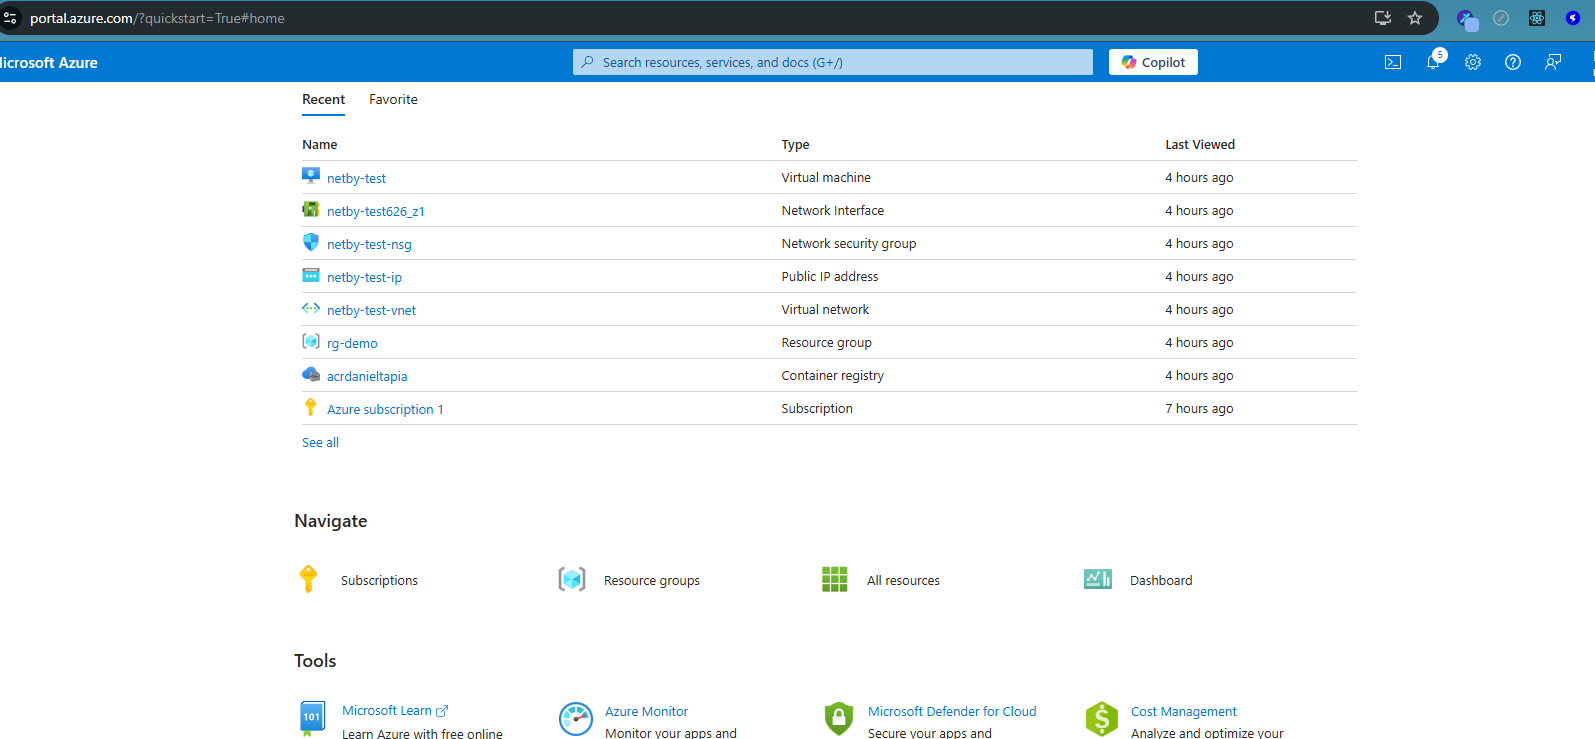 portal.azure.com/?quickstart=True#home
icrosoft Azure
Search resources, services, and docs (G+/)
Copilot
5
Recent Favorite
Name Type Last Viewed
netby-test Virtual machine 4 hours ago
netby-test626_z1 Network Interface 4 hours ago
netby-test-nsg Network security group 4 hours ago
netby-test-ip Public IP address 4 hours ago
netby-test-vnet Virtual network 4 hours ago
rg-demo Resource group 4 hours ago
acrdanieltapia Container registry 4 hours ago
Azure subscription 1 Subscription 7 hours ago
See all
Navigate
Subscriptions Resource groups All resources Dashboard
Tools
101
Microsoft Learn Azure Monitor Microsoft Defender for Cloud Cost Management
Learn Azure with free online Monitor your apps and Secure your apps and Analyze and optimize your